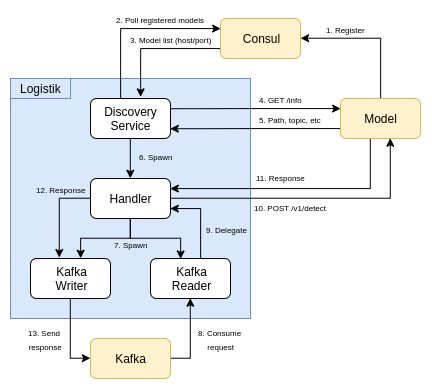 2. Poll registered models
Consul
1. Register
3. Model list (host/port)
Logistik
Discovery
Service
4. GET /info
Model
5. Path, topic, etc
6. Spawn
11. Response
12. Response
Handler
10. POST /v1/detect
9. Delegate
7. Spawn
Kafka
Writer
Kafka
Reader
13. Send
response
8. Consume
request
Kafka